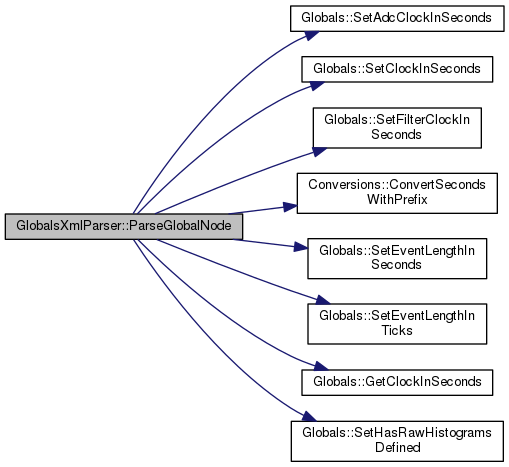 Globals::SetAdcClockInSeconds
Globals::SetClockInSeconds
Globals::SetFilterClockIn
Seconds
Conversions::ConvertSeconds
WithPrefix
GlobalsXmlParser::ParseGlobalNode
Globals::SetEventLengthIn
Seconds
Globals::SetEventLengthIn
Ticks
Globals::GetClockInSeconds
Globals::SetHasRawHistograms
Defined